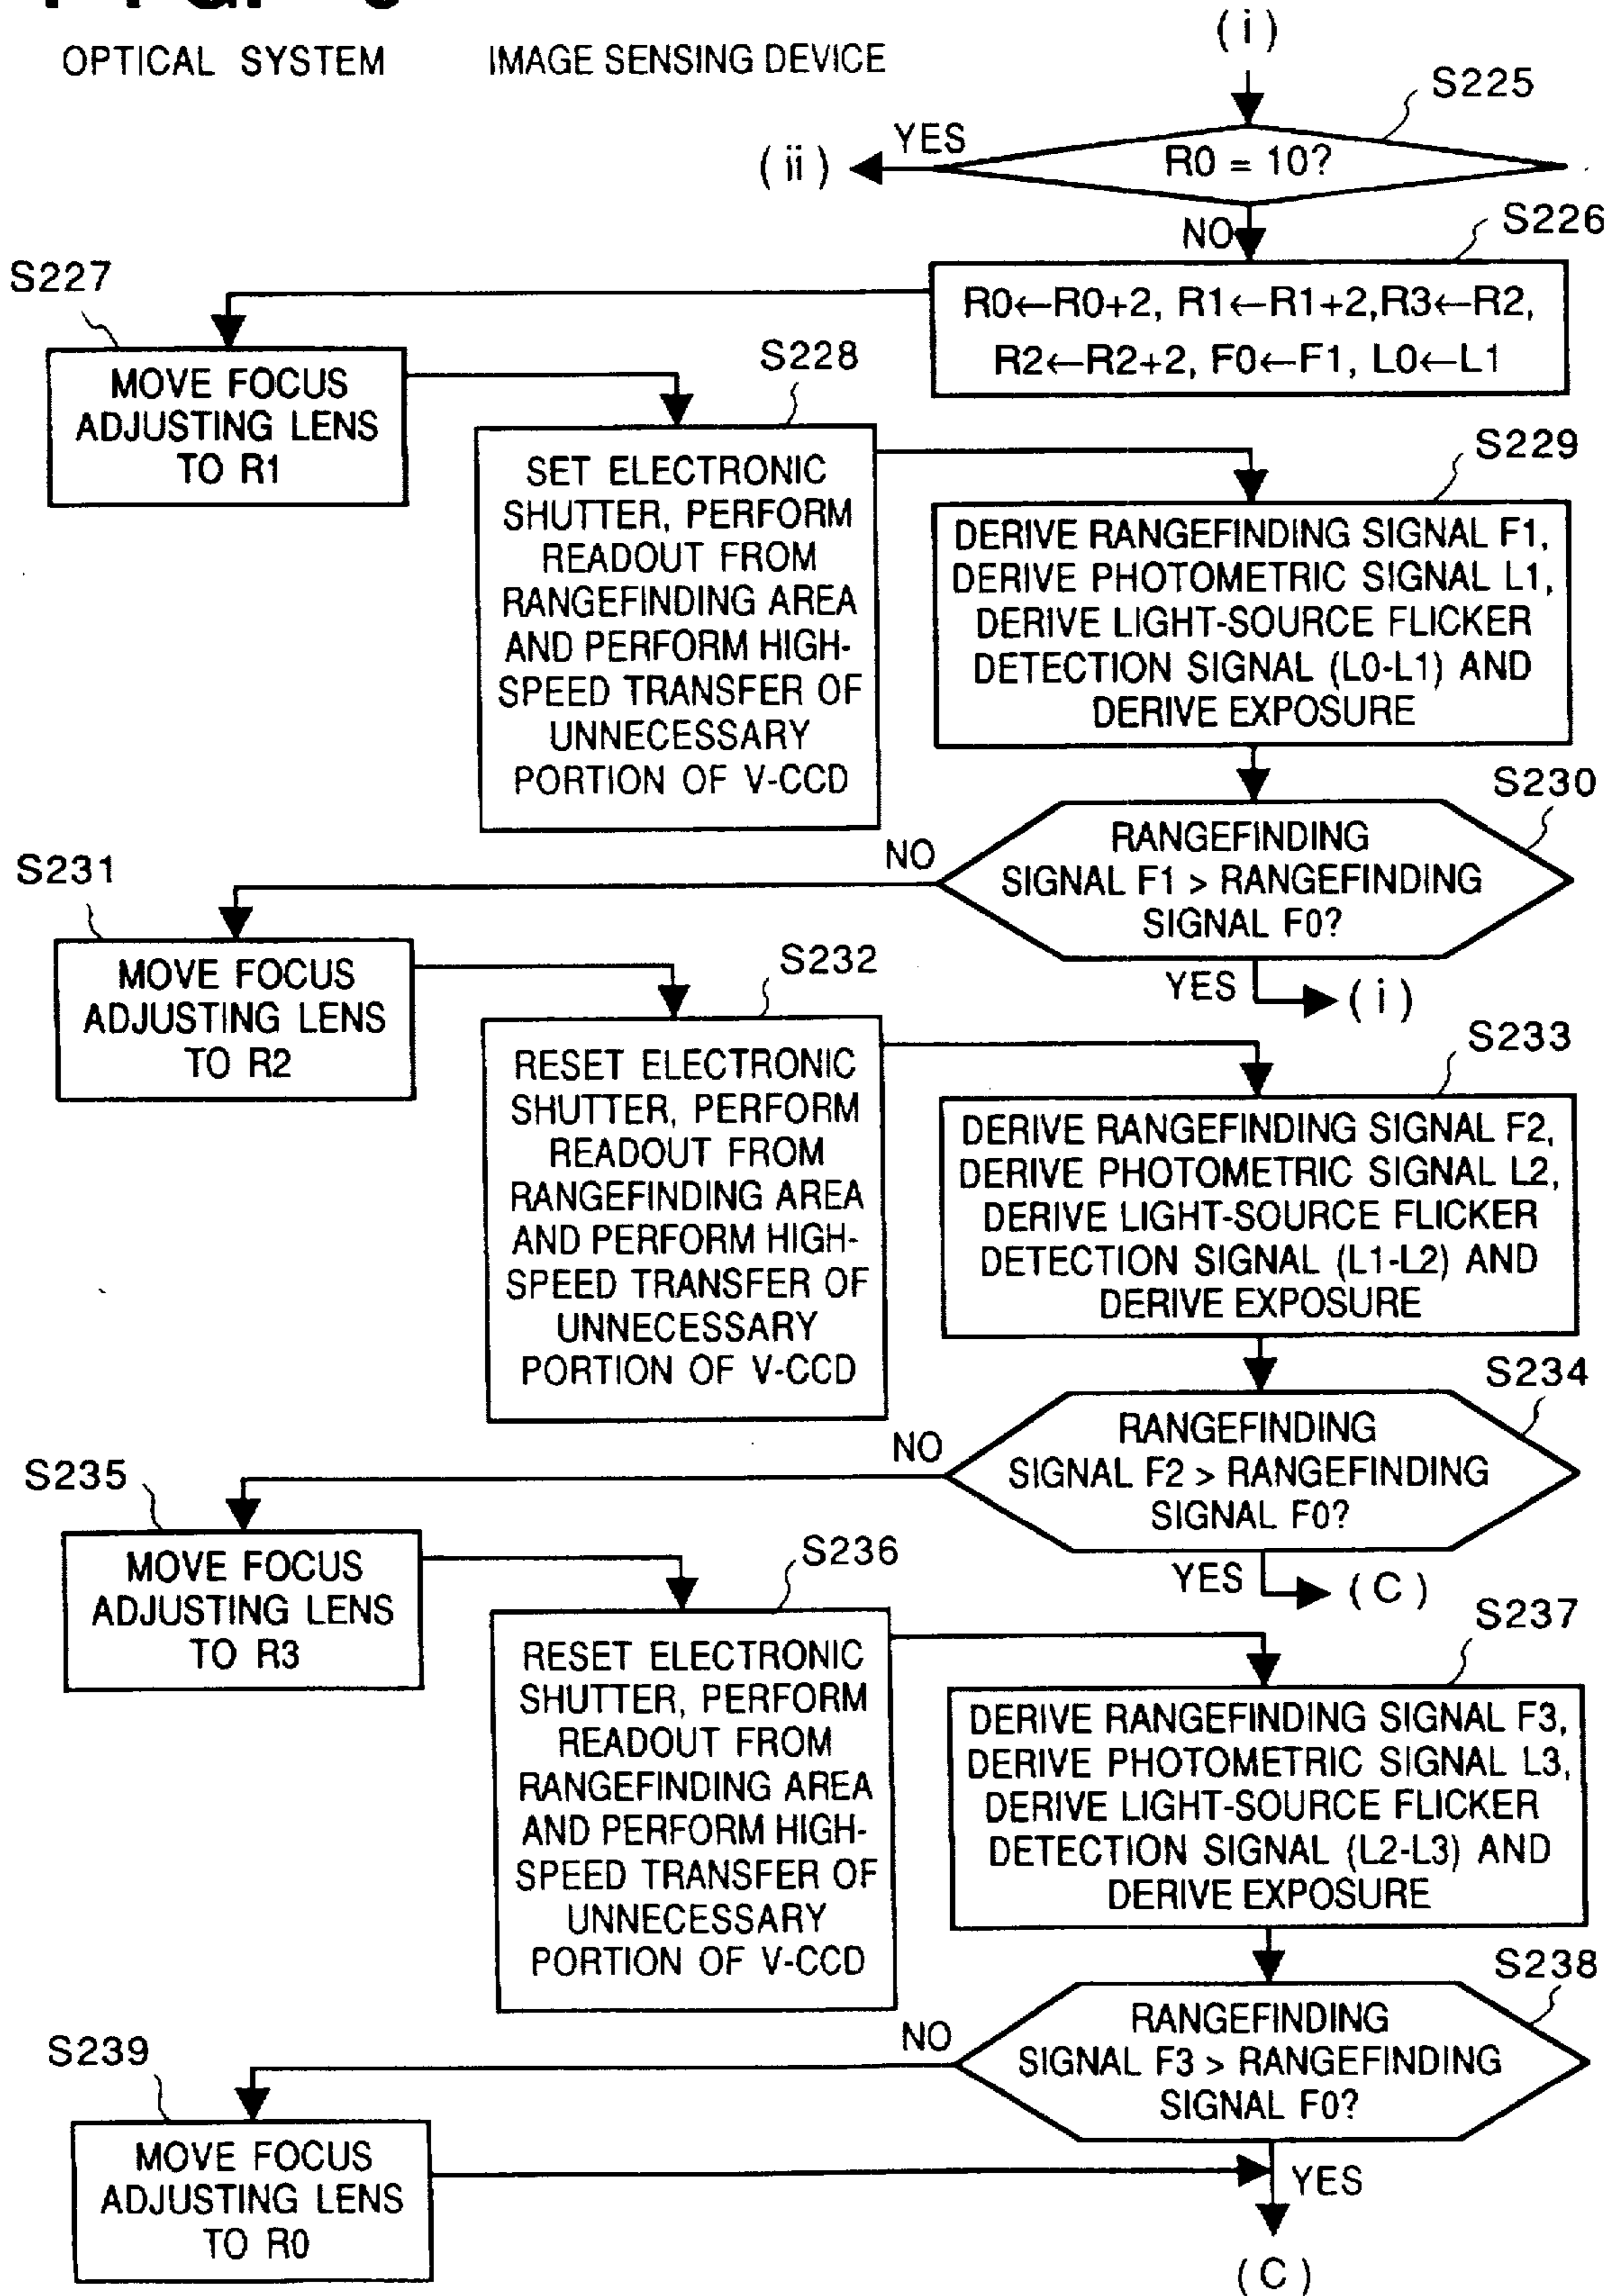 OPTICAL SYSTEM IMAGE SENSING DEVICE
(i)
S225
R0 = 10?
YES
(ii)
NO
S226
R0←R0+2, R1←R1+2,R3←R2,
R2←R2+2, F0←F1, L0←L1
S227
MOVE FOCUS
ADJUSTING LENS
TO R1
S228
SET ELECTRONIC
SHUTTER, PERFORM
READOUT FROM
RANGEFINDING AREA
AND PERFORM HIGH-
SPEED TRANSFER OF
UNNECESSARY
PORTION OF V-CCD
S229
DERIVE RANGEFINDING SIGNAL F1,
DERIVE PHOTOMETRIC SIGNAL L1,
DERIVE LIGHT-SOURCE FLICKER
DETECTION SIGNAL (L0-L1) AND
DERIVE EXPOSURE
S230
RANGEFINDING
SIGNAL F1 > RANGEFINDING
SIGNAL F0?
NO
YES
(i)
S231
MOVE FOCUS
ADJUSTING LENS
TO R2
S232
RESET ELECTRONIC
SHUTTER, PERFORM
READOUT FROM
RANGEFINDING AREA
AND PERFORM HIGH-
SPEED TRANSFER OF
UNNECESSARY
PORTION OF V-CCD
S233
DERIVE RANGEFINDING SIGNAL F2,
DERIVE PHOTOMETRIC SIGNAL L2,
DERIVE LIGHT-SOURCE FLICKER
DETECTION SIGNAL (L1-L2) AND
DERIVE EXPOSURE
S234
RANGEFINDING
SIGNAL F2 > RANGEFINDING
SIGNAL F0?
NO
YES
(C)
S235
MOVE FOCUS
ADJUSTING LENS
TO R3
S236
RESET ELECTRONIC
SHUTTER, PERFORM
READOUT FROM
RANGEFINDING AREA
AND PERFORM HIGH-
SPEED TRANSFER OF
UNNECESSARY
PORTION OF V-CCD
S237
DERIVE RANGEFINDING SIGNAL F3,
DERIVE PHOTOMETRIC SIGNAL L3,
DERIVE LIGHT-SOURCE FLICKER
DETECTION SIGNAL (L2-L3) AND
DERIVE EXPOSURE
S238
RANGEFINDING
SIGNAL F3 > RANGEFINDING
SIGNAL F0?
NO
YES
S239
MOVE FOCUS
ADJUSTING LENS
TO R0
(C)